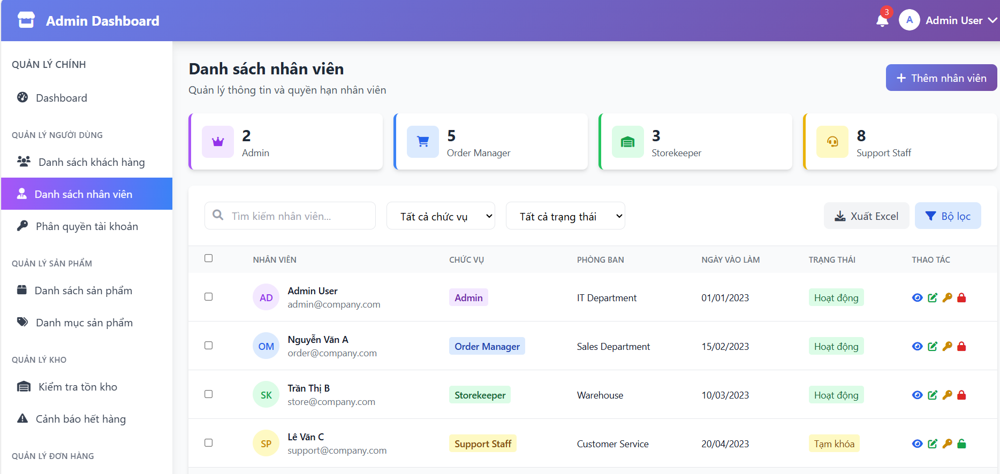 Admin Dashboard
3
A
Admin User
QUẢN LÝ CHÍNH
Dashboard
QUẢN LÝ NGƯỜI DÙNG
Danh sách khách hàng
Danh sách nhân viên
Phân quyền tài khoản
QUẢN LÝ SẢN PHẨM
Danh sách sản phẩm
Danh mục sản phẩm
QUẢN LÝ KHO
Kiểm tra tồn kho
Cảnh báo hết hàng
QUẢN LÝ ĐƠN HÀNG
Danh sách nhân viên
Quản lý thông tin và quyền hạn nhân viên
Thêm nhân viên
2
Admin
5
Order Manager
3
Storekeeper
8
Support Staff
Tìm kiếm nhân viên...
Tất cả chức vụ
Tất cả trạng thái
Xuất Excel
Bộ lọc
NHÂN VIÊN CHỨC VỤ PHÒNG BAN NGÀY VÀO LÀM TRẠNG THÁI THAO TÁC
AD
Admin User
admin@company.com
Admin
IT Department
01/01/2023
Hoạt động
OM
Nguyễn Văn A
order@company.com
Order Manager
Sales Department
15/02/2023
Hoạt động
SK
Trần Thị B
store@company.com
Storekeeper
Warehouse
10/03/2023
Hoạt động
SP
Lê Văn C
support@company.com
Support Staff
Customer Service
20/04/2023
Tạm khóa